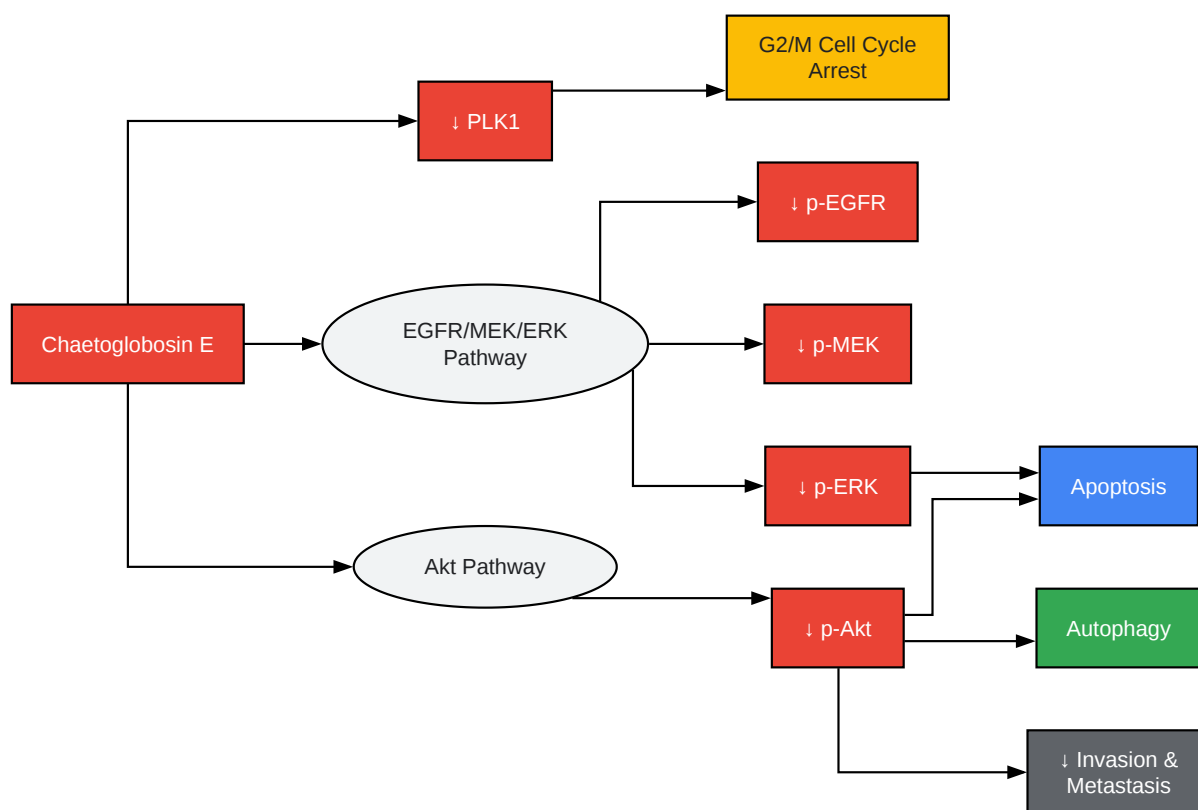 G2/M Cell Cycle
Arrest
↓ PLK1
↓ p-EGFR
Chaetoglobosin E
EGFR/MEK/ERK
Pathway
↓ p-MEK
↓ p-ERK
Apoptosis
Akt Pathway
↓ p-Akt
Autophagy
↓ Invasion &
Metastasis